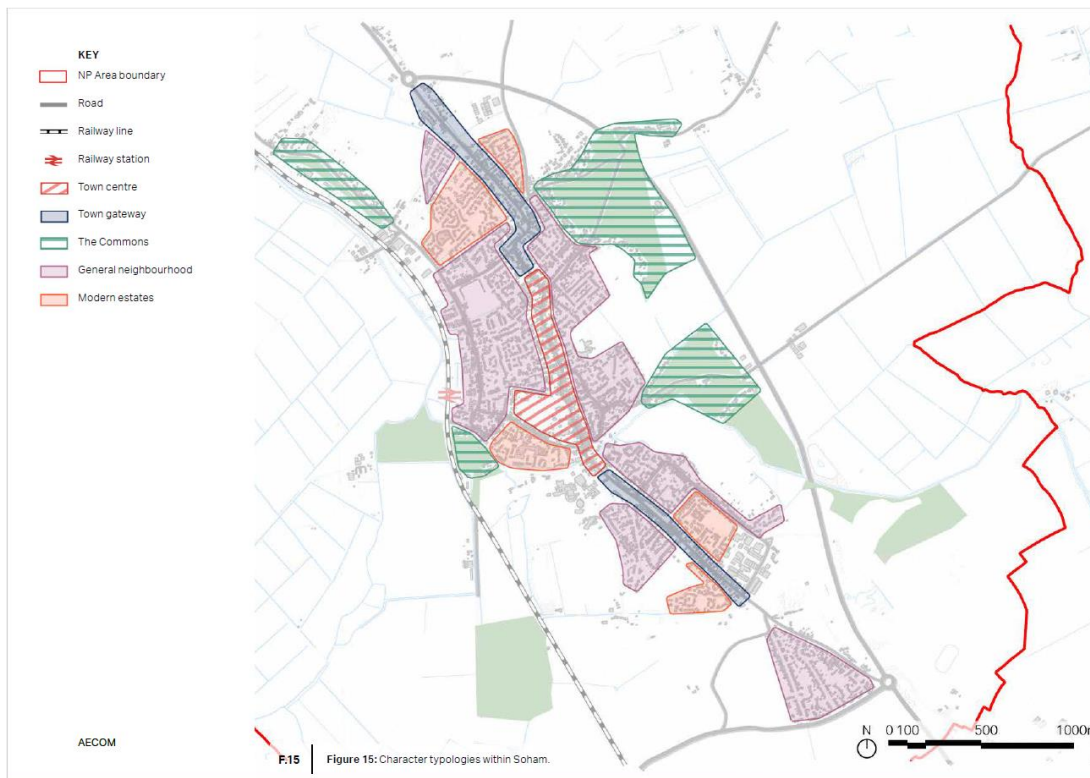 KEY
NP Area boundary
Road
Railway line
Railway station
Town centre
Town gateway
The Commons
General neighbourhood
Modern estates
AECOM
F.15
Figure 15: Character typologies within Soham.
N
0 100 500 1000m